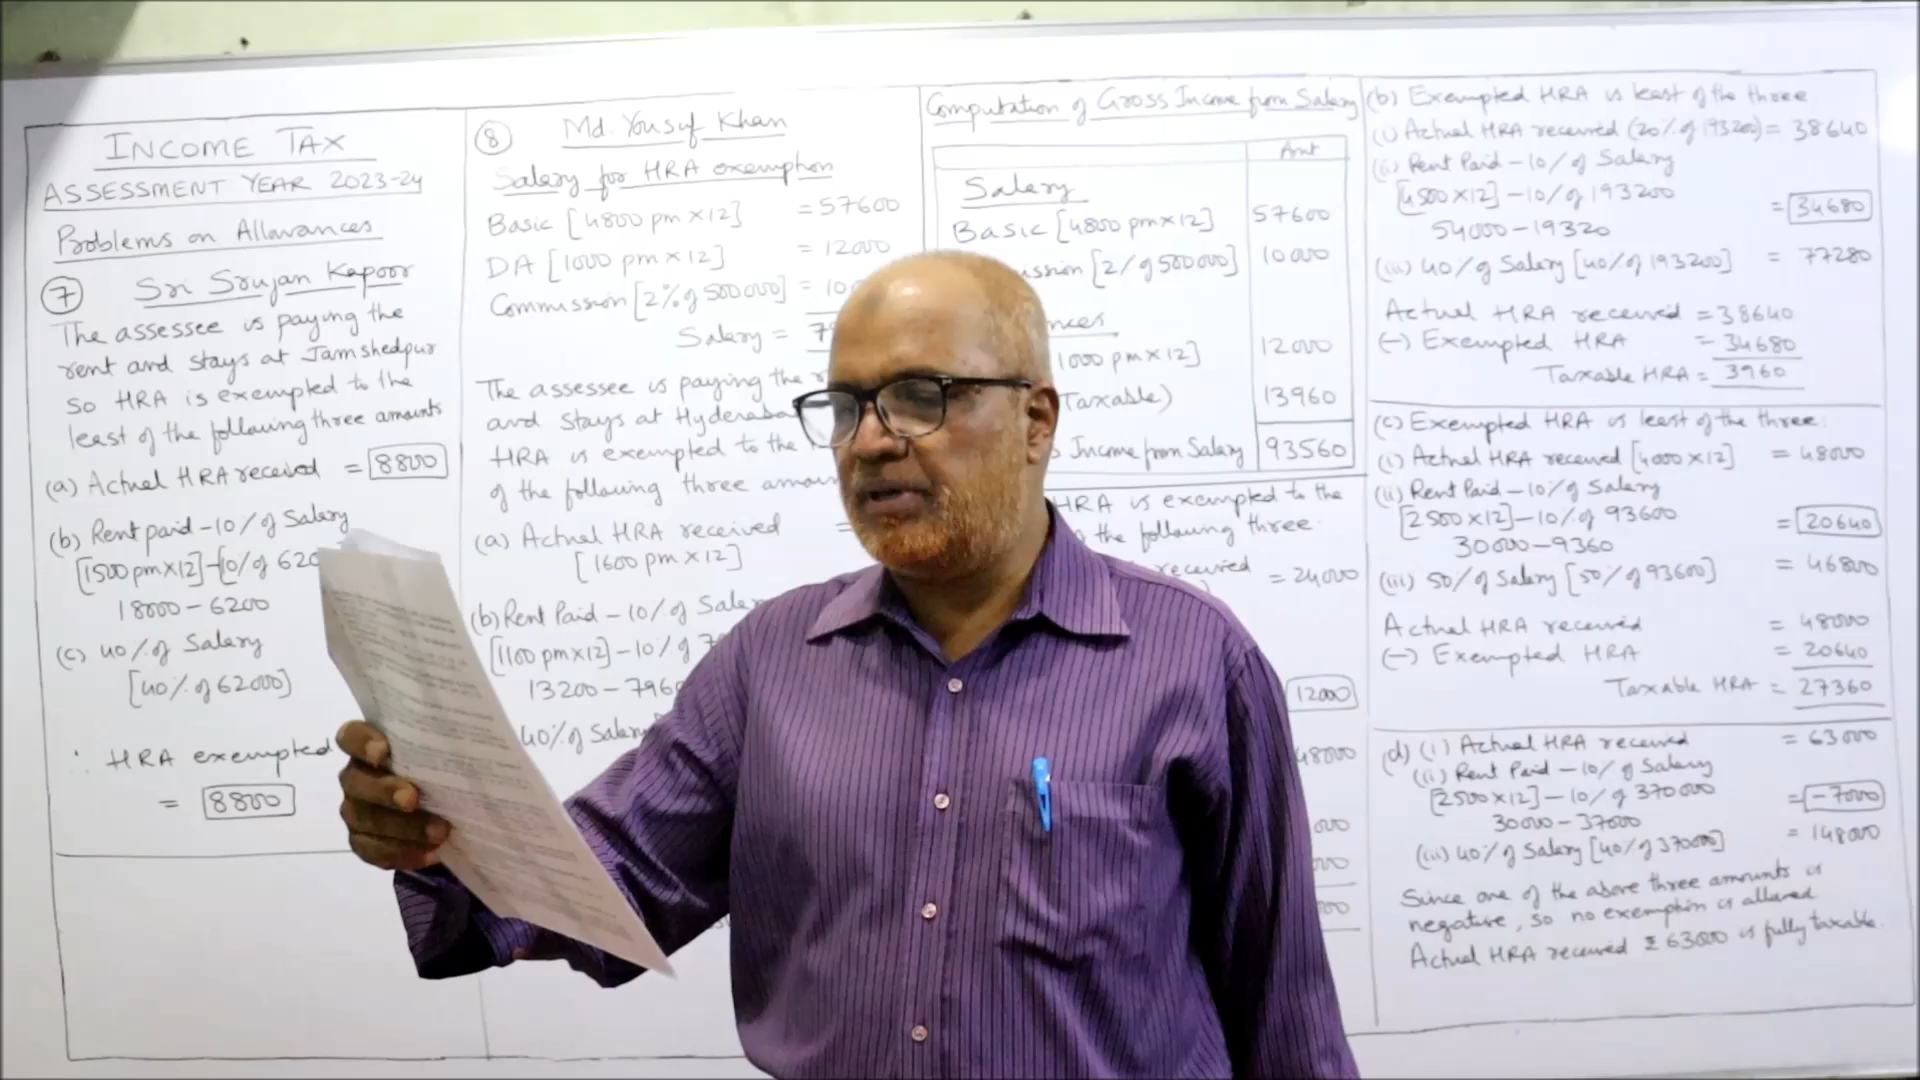 INCOME TAX
ASSESSMENT YEAR 2023-24
Problems on Allowances
7 Sri Srujan Kapoor
The assessee is paying the
rent and stays at Jamshedpur
so HRA is exempted to the
least of the following three amounts
(a) Actual HRA received = 8800
(b) Rent paid - 10% of Salary
[1500 pm × 12] - [10% of 620
18000 - 6200
(c) 40% of Salary
[40% of 62000]
∴ HRA exempted
= 8800
8 Md. Yousuf Khan
Salary for HRA exemption
Basic [4800 pm × 12] = 57600
DA [1000 pm × 12] = 12000
Commission [2% of 500000] = 10
Salary = 7
The assessee is paying the
and stays at Hyderaba
HRA is exempted to the
of the following three amoun
(a) Actual HRA received =
[1600 pm × 12]
(b) Rent Paid - 10% of Salary
[1100 pm × 12] - 10% of 7
13200 - 7960
40% of Salary
Computation of Gross Income from Salary
Amt
Salary
Basic [4800 pm × 12] 57600
ission [2% of 500000] 10000
nces
1000 pm × 12] 12000
Taxable) 13960
Income from Salary 93560
HRA is exempted to the
the following three
received = 24000
12000
48000
(b) Exempted HRA is least of the three
(i) Actual HRA received (20% of 193200) = 38640
(ii) Rent Paid - 10% of Salary
[4500 × 12] - 10% of 193200 = 34680
54000 - 19320
(iii) 40% of Salary [40% of 193200] = 77280
Actual HRA received = 38640
(-) Exempted HRA = 34680
Taxable HRA = 3960
(c) Exempted HRA is least of the three:
(i) Actual HRA received [4000 × 12] = 48000
(ii) Rent Paid - 10% of Salary
[2500 × 12] - 10% of 93600 = 20640
30000 - 9360
(iii) 50% of Salary [50% of 93600] = 46800
Actual HRA received = 48000
(-) Exempted HRA = 20640
Taxable HRA = 27360
(d) (i) Actual HRA received = 63000
(ii) Rent Paid - 10% of Salary
[2500 × 12] - 10% of 370000 = -7000
30000 - 37000
(iii) 40% of Salary [40% of 370000] = 148000
Since one of the above three amounts is
negative, so no exemption is allowed
Actual HRA received ₹ 63000 is fully taxable.